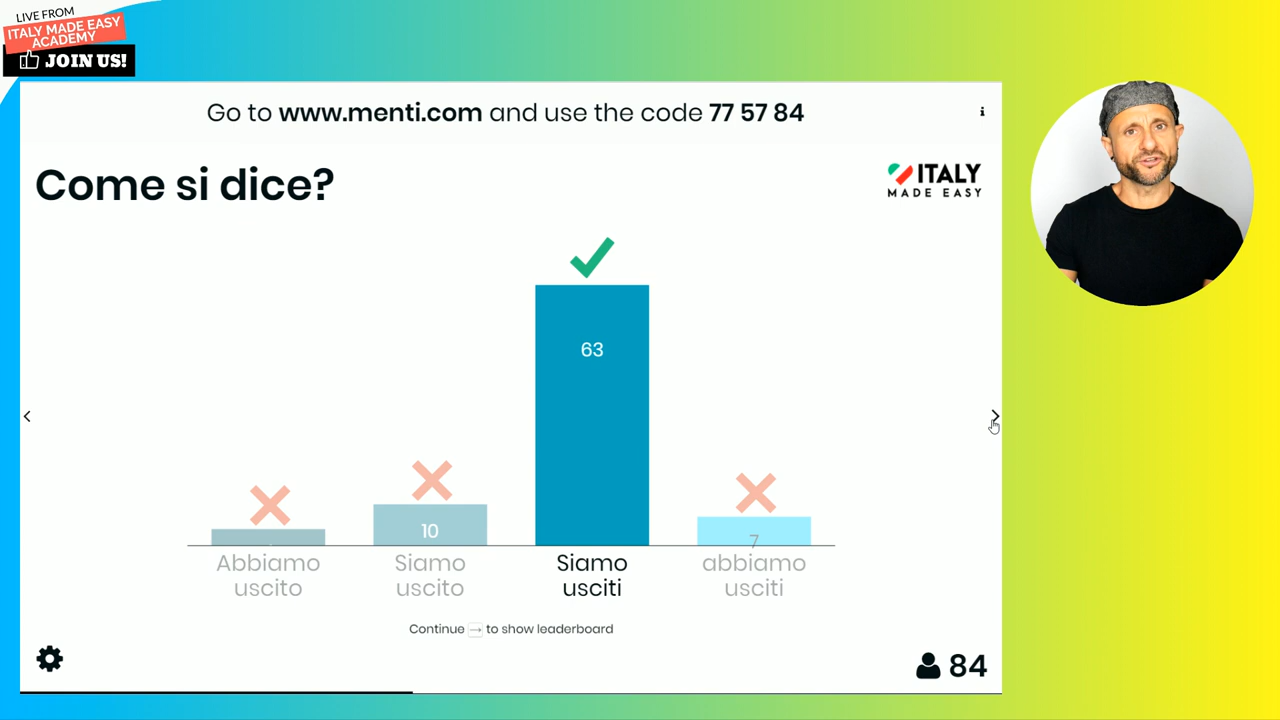 LIVE FROM
ITALY MADE EASY
ACADEMY
JOIN US!
Go to www.menti.com and use the code 77 57 84
i
Come si dice?
ITALY
MADE EASY
63
10
7
Abbiamo uscito
Siamo uscito
Siamo usciti
abbiamo usciti
Continue → to show leaderboard
84